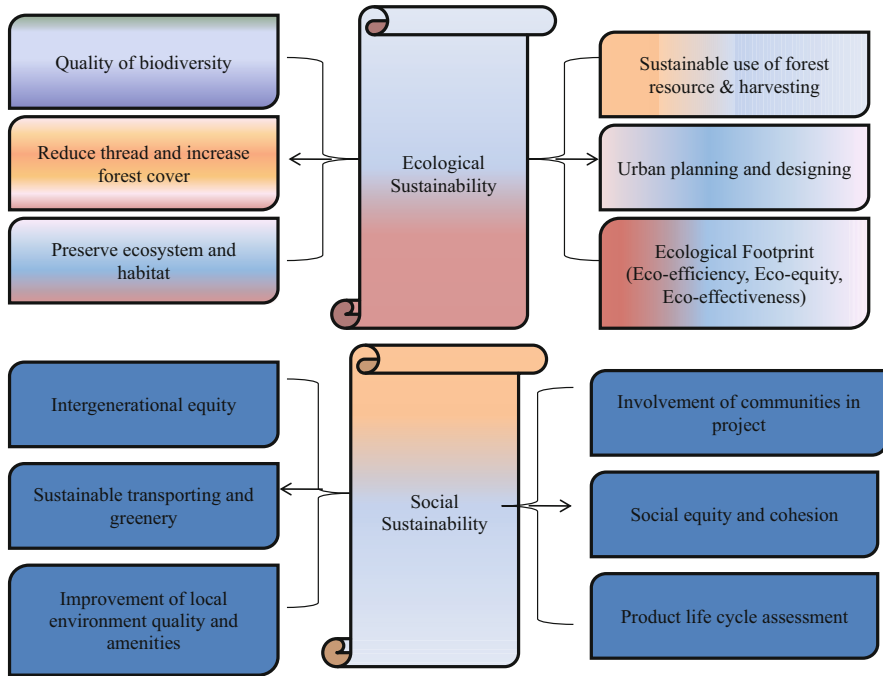 Quality of biodiversity
Reduce thread and increase
forest cover
Preserve ecosystem and
habitat
Ecological
Sustainability
Sustainable use of forest
resource & harvesting
Urban planning and designing
Ecological Footprint
(Eco-efficiency, Eco-equity,
Eco-effectiveness)
Intergenerational equity
Sustainable transporting and
greenery
Improvement of local
environment quality and
amenities
Social
Sustainability
Involvement of communities in
project
Social equity and cohesion
Product life cycle assessment